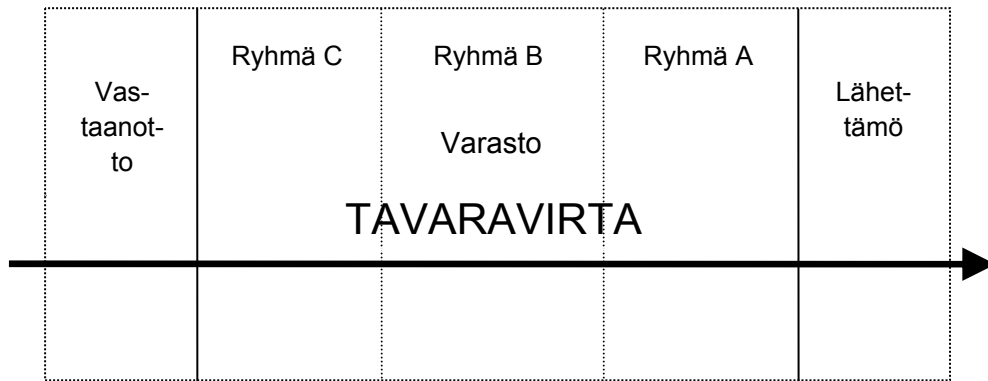 Vas-
taanot-
to
Ryhmä C
Ryhmä B
Ryhmä A
Varasto
Lähet-
tämö
TAVARAVIRTA